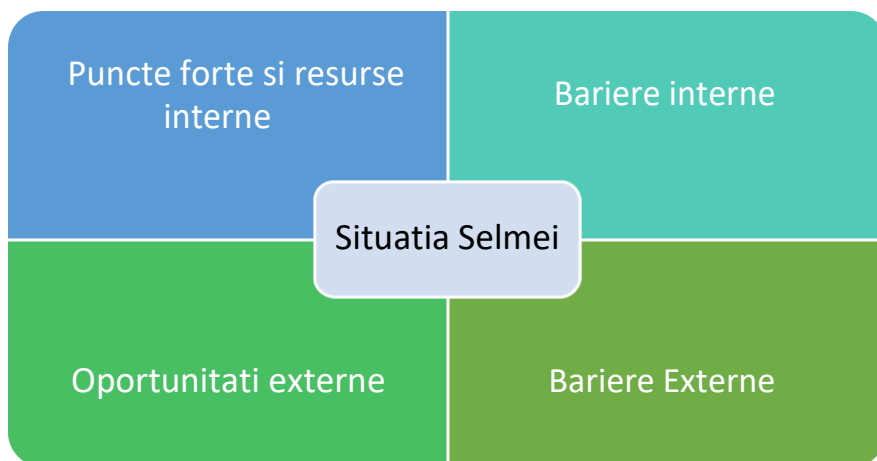 Puncte forte si resurse
interne
Bariere interne
Situatia Selmei
Oportunitati externe
Bariere Externe